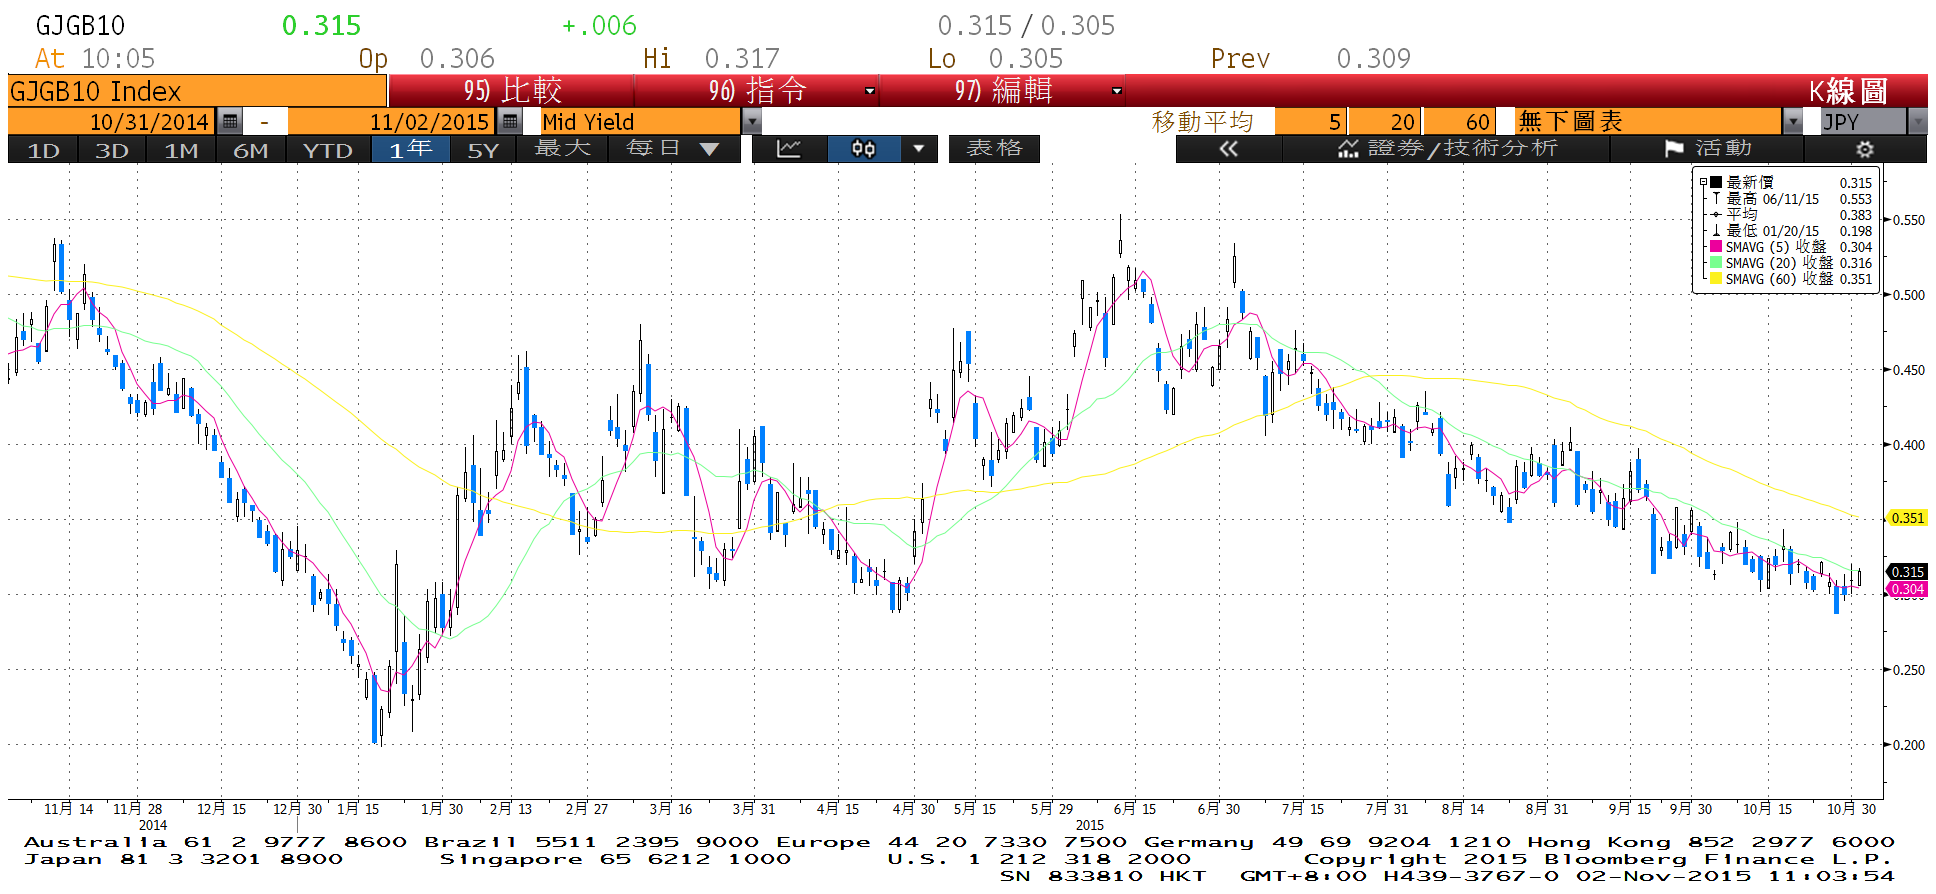 GJGB10 0.315 +.006 0.315 / 0.305
At 10:05 Op 0.306 Hi 0.317 Lo 0.305 Prev 0.309
GJGB10 Index 95) 比較 96) 指令 97) 編輯 K線圖
10/31/2014 - 11/02/2015 Mid Yield 移動平均 5 20 60 無下圖表 JPY
1D 3D 1M 6M YTD 1年 5Y 最大 每日 表格 « 證券/技術分析 活動
最新價 0.315
最高 06/11/15 0.553
平均 0.383
最低 01/20/15 0.198
SMAVG (5) 收盤 0.304
SMAVG (20) 收盤 0.316
SMAVG (60) 收盤 0.351
0.550
0.500
0.450
0.400
0.351
0.315
0.304
0.250
0.200
11月 14 11月 28 12月 15 12月 30 1月 15 1月 30 2月 13 2月 27 3月 16 3月 31 4月 15 4月 30 5月 15 5月 29 6月 15 6月 30 7月 15 7月 31 8月 14 8月 31 9月 15 9月 30 10月 15 10月 30
2014 2015
Australia 61 2 9777 8600 Brazil 5511 2395 9000 Europe 44 20 7330 7500 Germany 49 69 9204 1210 Hong Kong 852 2977 6000
Japan 81 3 3201 8900 Singapore 65 6212 1000 U.S. 1 212 318 2000 Copyright 2015 Bloomberg Finance L.P.
SN 833810 HKT GMT+8:00 H439-3767-0 02-Nov-2015 11:03:54